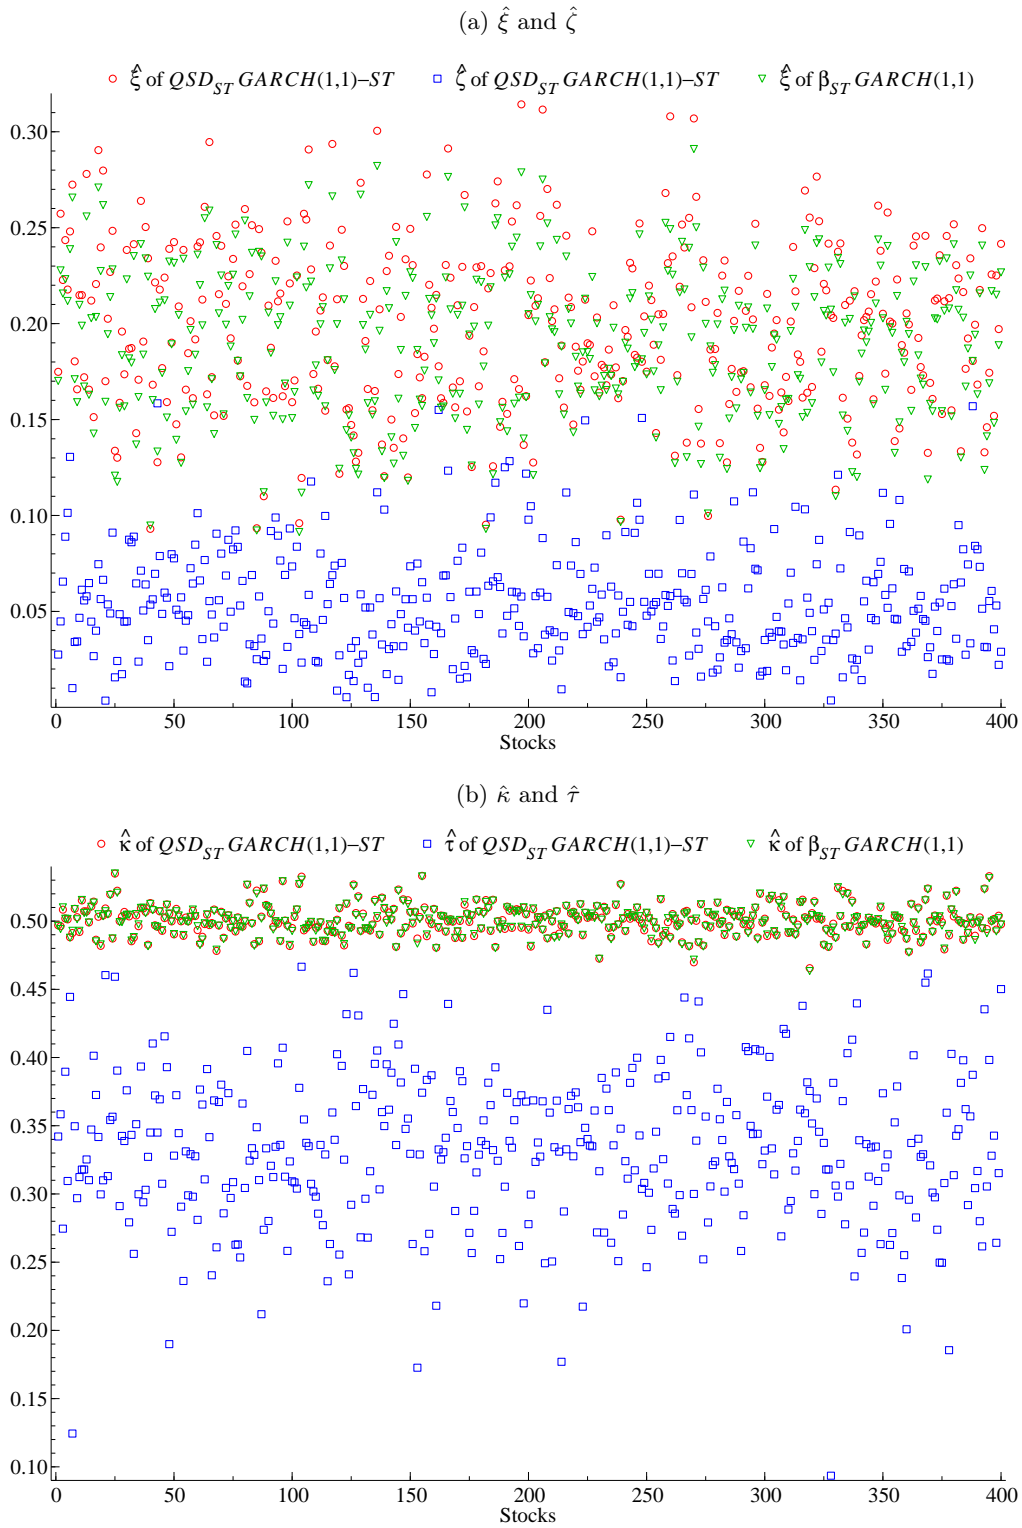 (a) ξ̂ and ζ̂
ξ̂ of QSD_ST GARCH(1,1)–ST ζ̂ of QSD_ST GARCH(1,1)–ST ξ̂ of β_ST GARCH(1,1)
0.30
0.25
0.20
0.15
0.10
0.05
0 50 100 150 200 250 300 350 400
Stocks
(b) κ̂ and τ̂
κ̂ of QSD_ST GARCH(1,1)–ST τ̂ of QSD_ST GARCH(1,1)–ST κ̂ of β_ST GARCH(1,1)
0.50
0.45
0.40
0.35
0.30
0.25
0.20
0.15
0.10
0 50 100 150 200 250 300 350 400
Stocks